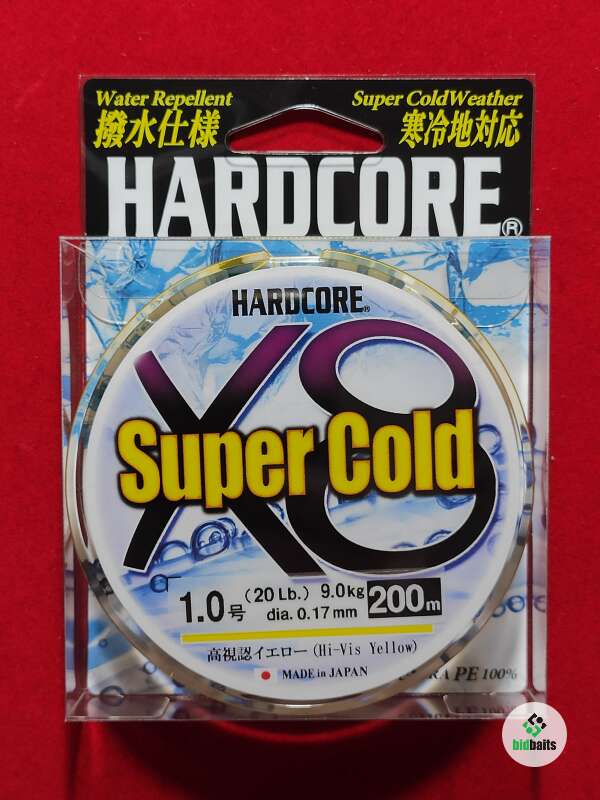 Water Repellent
Super ColdWeather
撥水仕様
寒冷地対応
HARDCORE®
HARDCORE®
X8
Super Cold
1.0号
(20 Lb.) 9.0kg
dia. 0.17mm
200m
高視認イエロー(Hi-Vis Yellow)
MADE in JAPAN
PE 100%
bidbaits